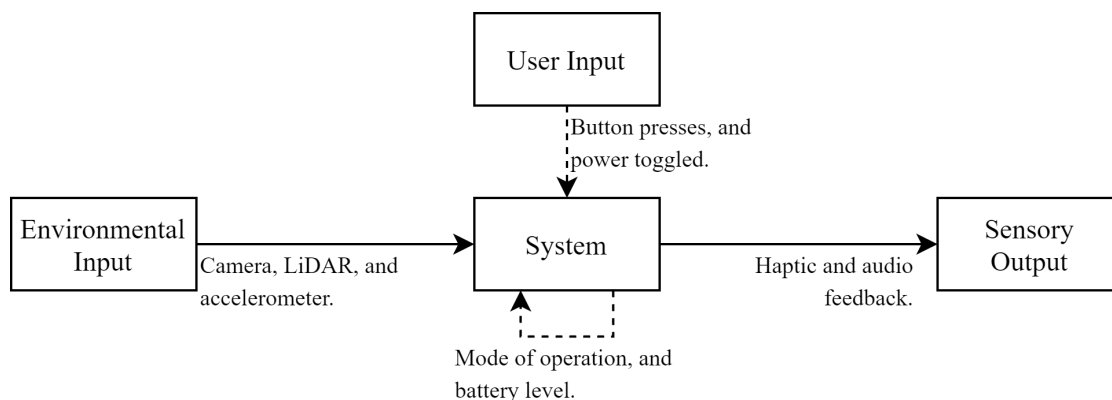 User Input
Button presses, and
power toggled.
Environmental
Input
Camera, LiDAR, and
accelerometer.
System
Haptic and audio
feedback.
Sensory
Output
Mode of operation, and
battery level.